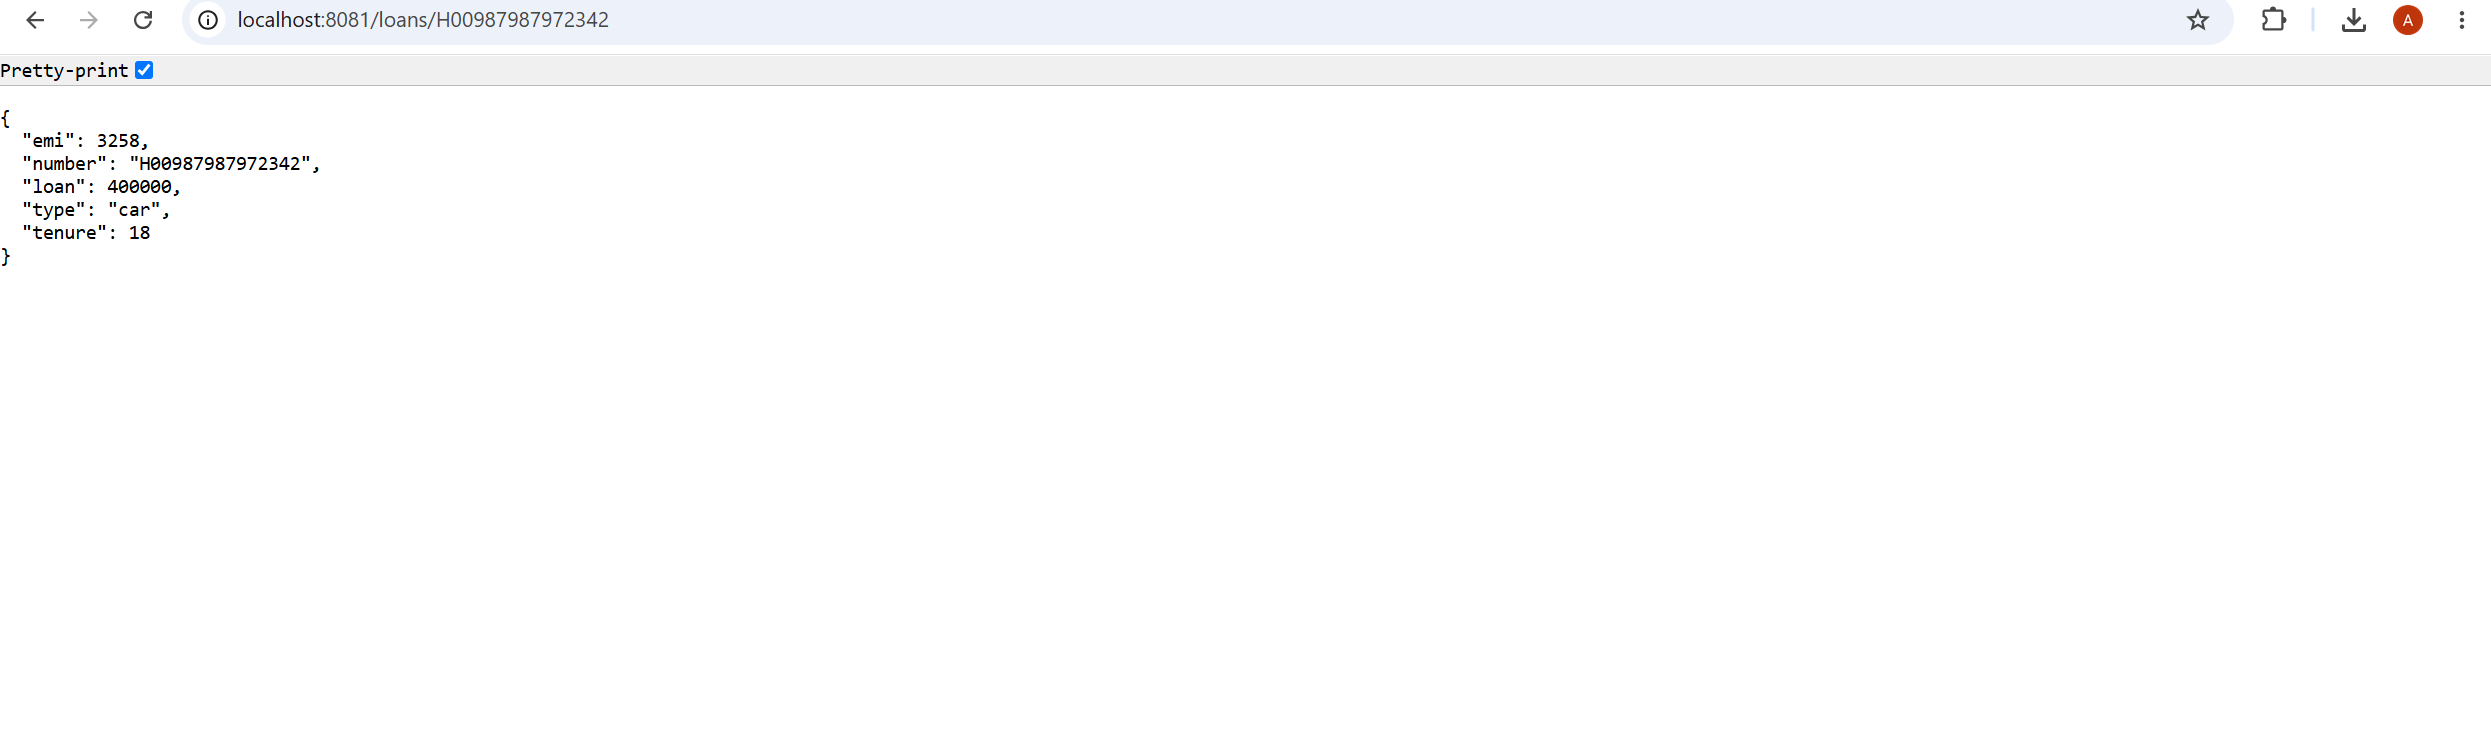 localhost:8081/loans/H00987987972342
A
Pretty-print
{
"emi": 3258,
"number": "H00987987972342",
"loan": 400000,
"type": "car",
"tenure": 18
}